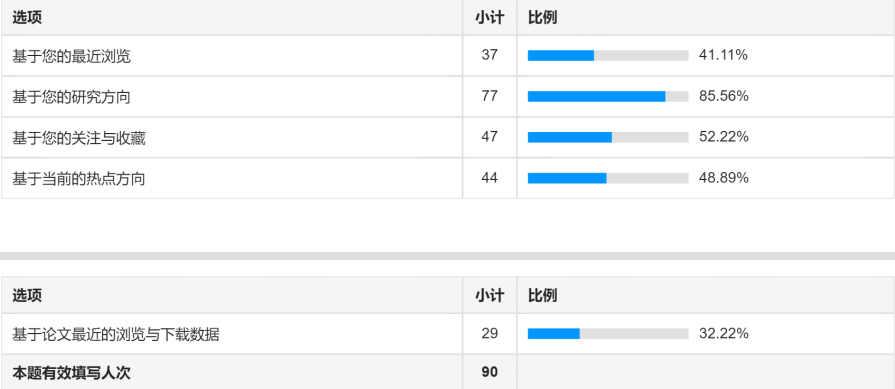 选项 小计 比例
基于您的最近浏览 37 41.11%
基于您的研究方向 77 85.56%
基于您的关注与收藏 47 52.22%
基于当前的热点方向 44 48.89%
选项 小计 比例
基于论文最近的浏览与下载数据 29 32.22%
本题有效填写人次 90